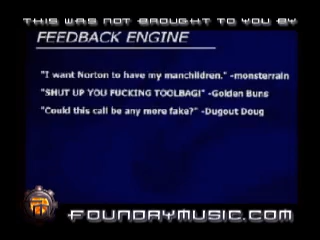 THIS WAS NOT BROUGHT TO YOU BY
FEEDBACK ENGINE
"I want Norton to have my manchildren." -monsterrain
"SHUT UP YOU FUCKING TOOLBAG!" -Golden Buns
"Could this call be any more fake?" -Dugout Doug
FOUNDRYMUSIC.COM